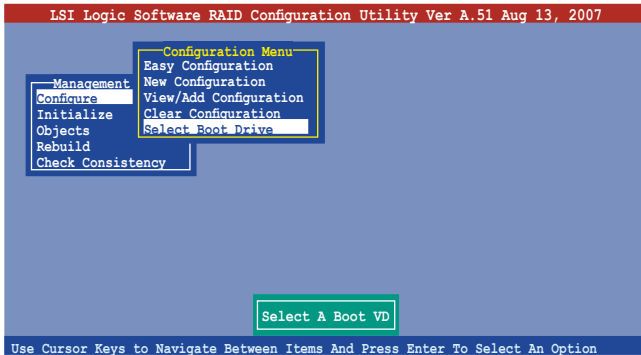 LSI Logic Software RAID Configuration Utility Ver A.51 Aug 13, 2007
Configuration Menu
Easy Configuration
New Configuration
View/Add Configuration
Clear Configuration
Select Boot Drive
Management
Configure
Initialize
Objects
Rebuild
Check Consistency
Select A Boot VD
Use Cursor Keys to Navigate Between Items And Press Enter To Select An Option